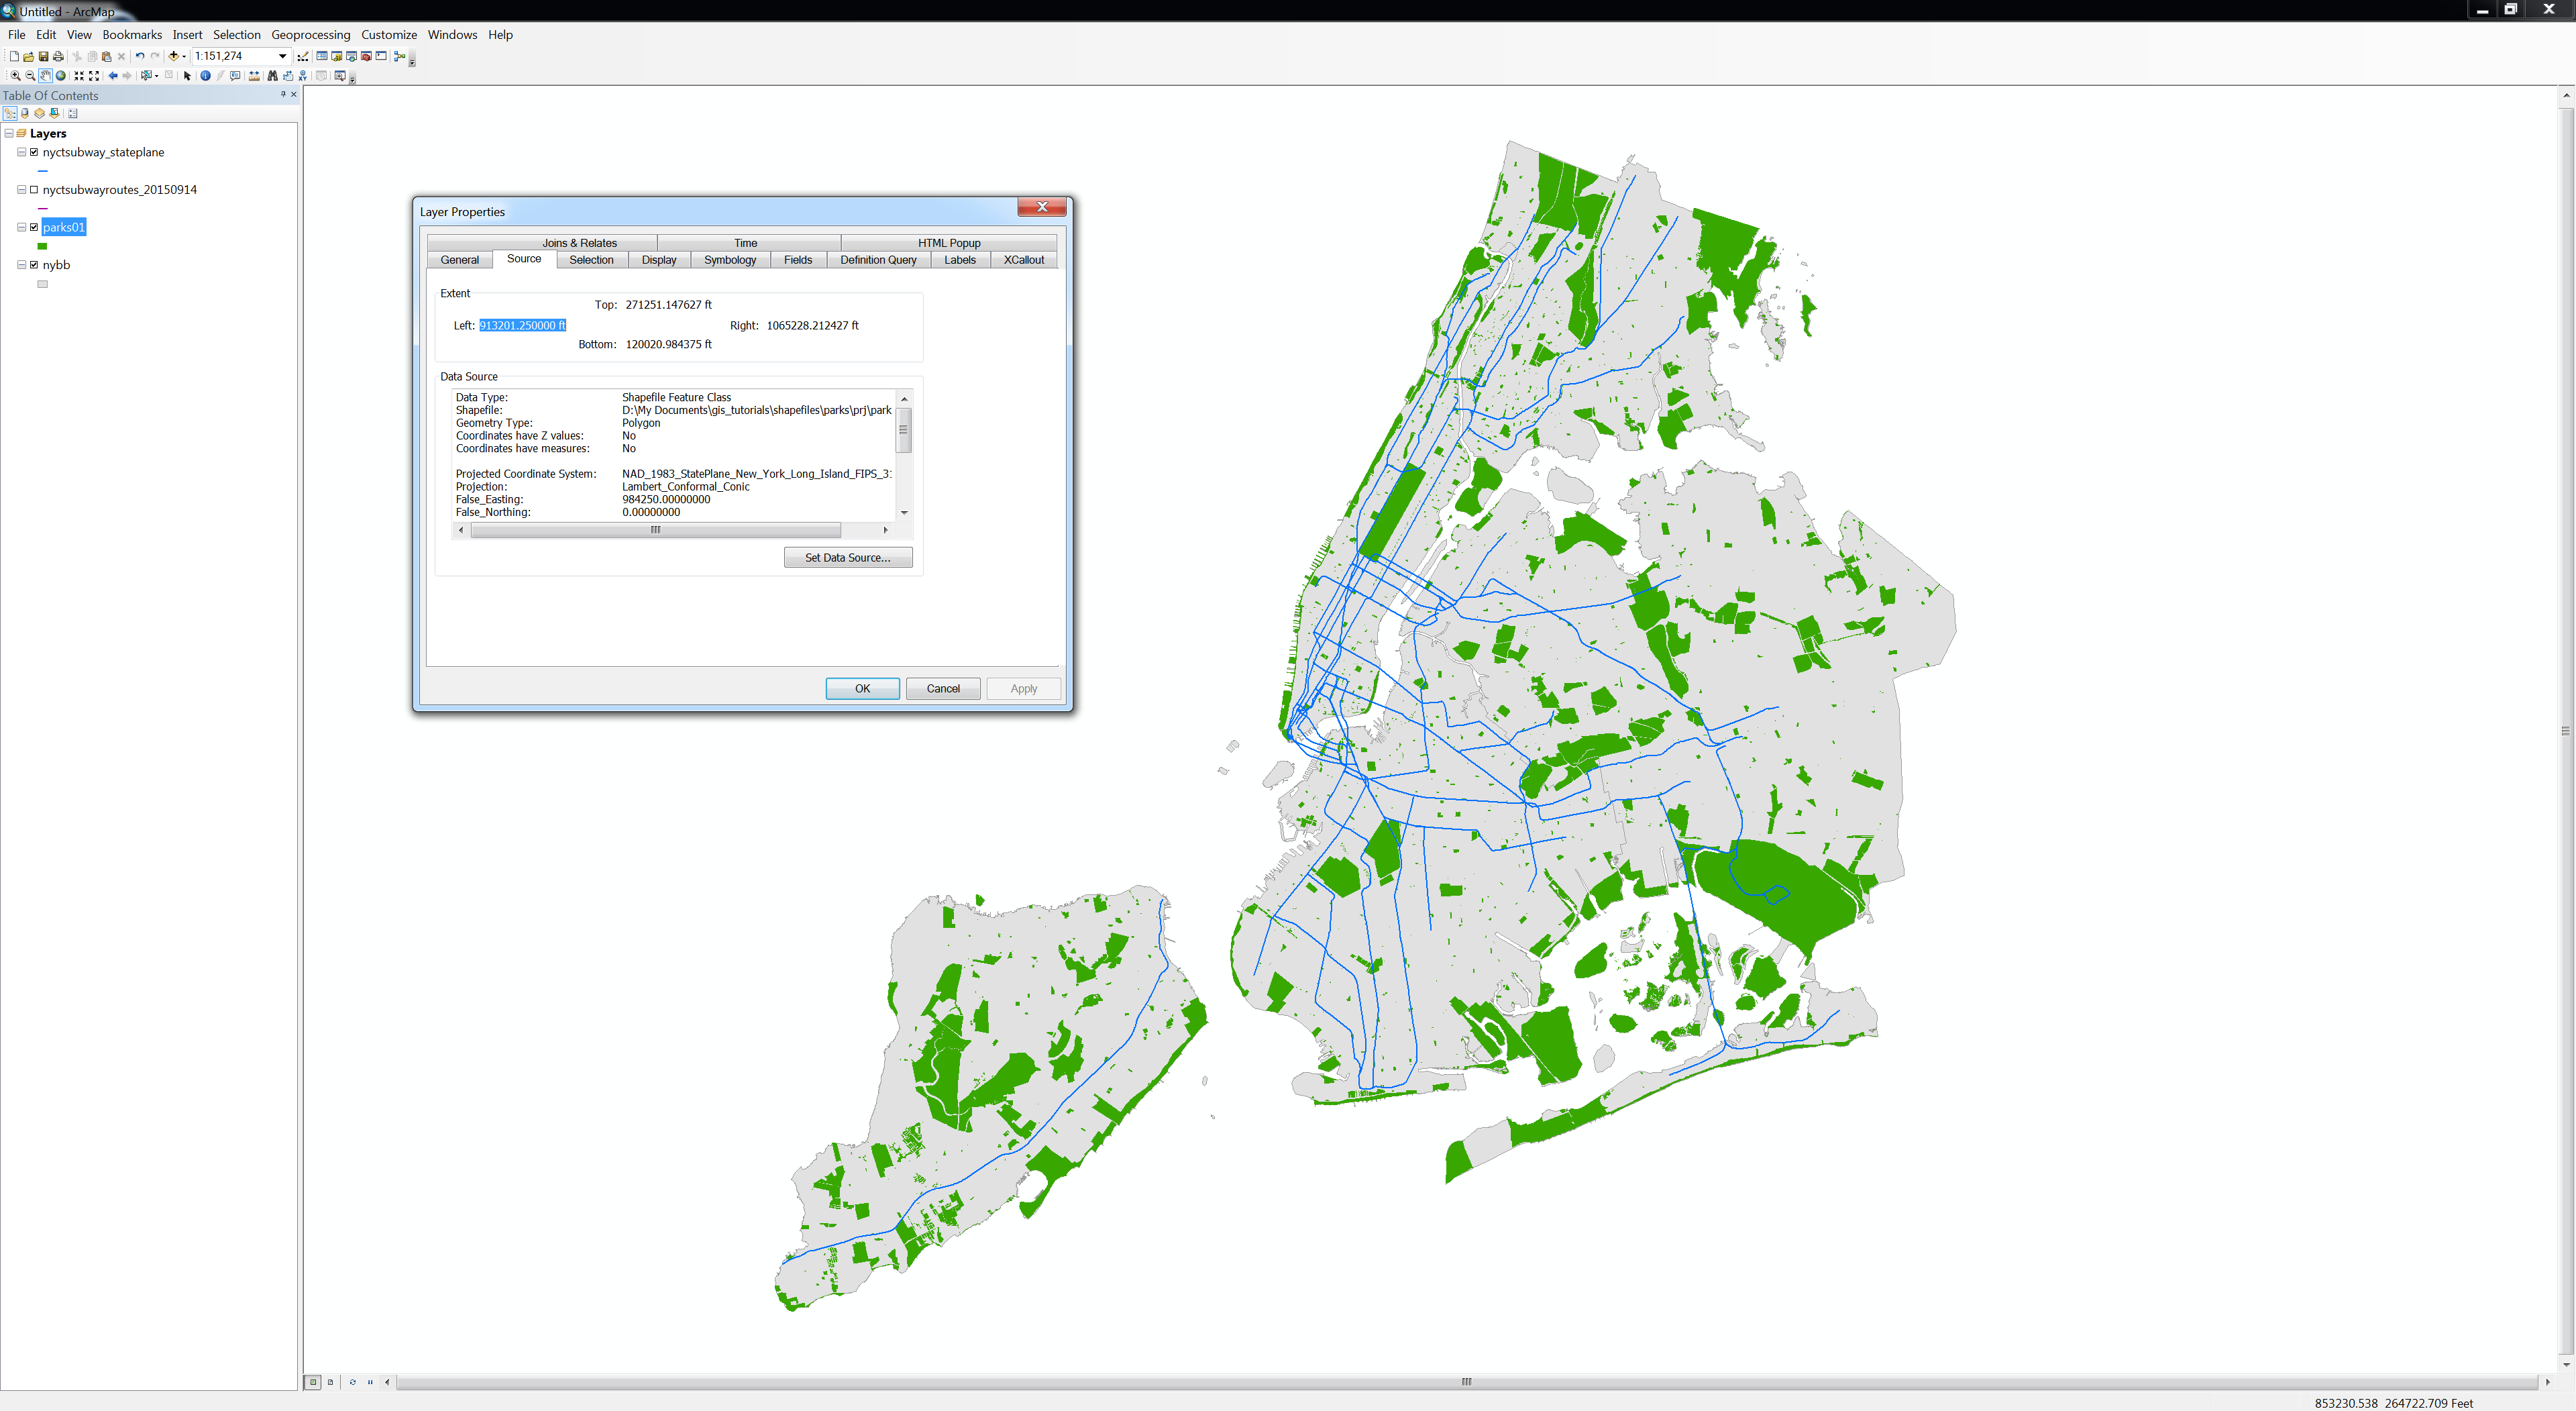 Untitled - ArcMap
File Edit View Bookmarks Insert Selection Geoprocessing Customize Windows Help
1:151,274
Table Of Contents
Layers
nyctsubway_stateplane
nyctsubwayroutes_20150914
parks01
nybb
Layer Properties
Joins & Relates Time HTML Popup
General Source Selection Display Symbology Fields Definition Query Labels XCallout
Extent
Top: 271251.147627 ft
Left: 913201.250000 ft Right: 1065228.212427 ft
Bottom: 120020.984375 ft
Data Source
Data Type: Shapefile Feature Class
Shapefile: D:\My Documents\gis_tutorials\shapefiles\parks\prj\park
Geometry Type: Polygon
Coordinates have Z values: No
Coordinates have measures: No
Projected Coordinate System: NAD_1983_StatePlane_New_York_Long_Island_FIPS_3
Projection: Lambert_Conformal_Conic
False_Easting: 984250.00000000
False_Northing: 0.00000000
Set Data Source...
OK Cancel Apply
853230.538 264722.709 Feet